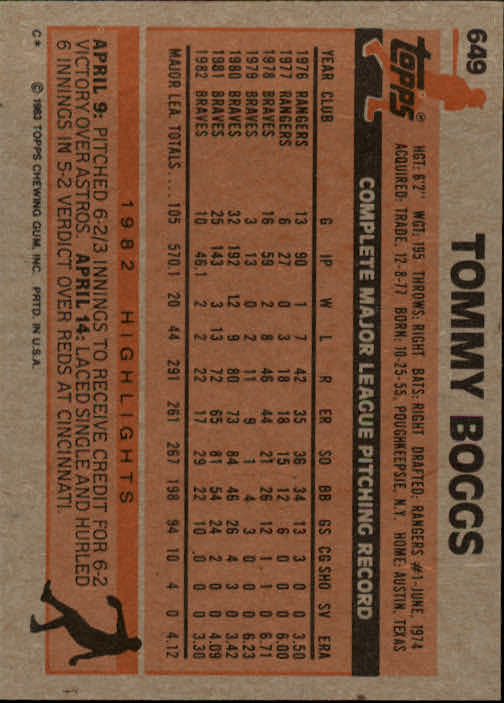 649
TOMMY BOGGS
topps®
HGT: 6'2" WGT: 195 THROWS: RIGHT BATS: RIGHT DRAFTED: RANGERS #1-JUNE, 1974
ACQUIRED: TRADE, 12-8-77 BORN: 10-25-55, POUGHKEEPSIE, N.Y. HOME: AUSTIN, TEXAS
COMPLETE MAJOR LEAGUE PITCHING RECORD
YEAR CLUB G IP W L R ER SO BB GS CG SHO SV ERA
1976 RANGERS 13 90 1 7 42 35 36 34 13 3 0 0 3.50
1977 RANGERS 6 27 0 3 18 18 15 12 6 0 0 0 6.00
1978 BRAVES 16 59 2 8 46 44 21 26 12 1 1 0 6.71
1979 BRAVES 3 13 0 2 11 9 1 4 3 0 0 0 6.23
1980 BRAVES 32 192 12 9 80 73 84 46 26 4 3 0 3.42
1981 BRAVES 25 143 3 13 72 65 81 54 24 2 0 0 4.09
1982 BRAVES 10 46.1 2 2 22 17 29 22 10 0 0 0 3.30
MAJOR LEA. TOTALS.... 105 570.1 20 44 291 261 267 198 94 10 4 0 4.12
1982 HIGHLIGHTS
APRIL 9: PITCHED 6-2/3 INNINGS TO RECEIVE CREDIT FOR 6-2
VICTORY OVER ASTROS. APRIL 14: LACED SINGLE AND HURLED
6 INNINGS IN 5-2 VERDICT OVER REDS AT CINCINNATI.
C* © 1983 TOPPS CHEWING GUM, INC. PRTD. IN U.S.A.